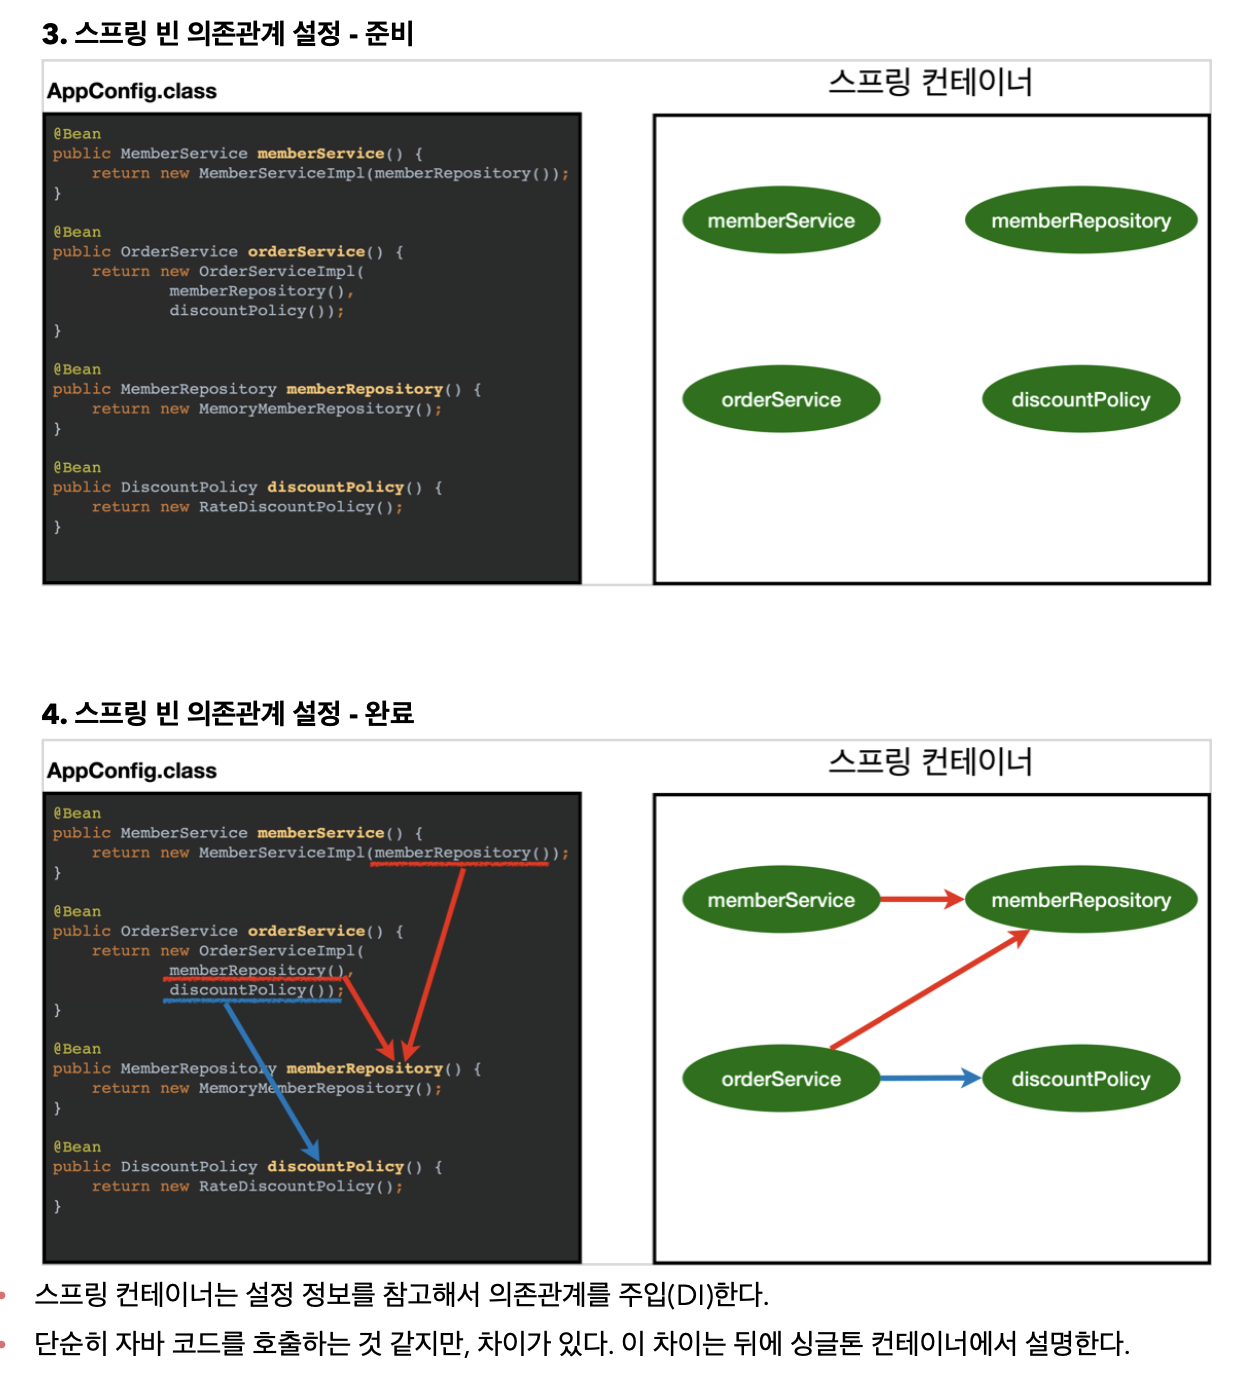 3. 스프링 빈 의존관계 설정 - 준비
AppConfig.class
@Bean
public MemberService memberService() {
    return new MemberServiceImpl(memberRepository());
}
@Bean
public OrderService orderService() {
    return new OrderServiceImpl(
            memberRepository(),
            discountPolicy());
}
@Bean
public MemberRepository memberRepository() {
    return new MemoryMemberRepository();
}
@Bean
public DiscountPolicy discountPolicy() {
    return new RateDiscountPolicy();
}
스프링 컨테이너
memberService
memberRepository
orderService
discountPolicy
4. 스프링 빈 의존관계 설정 - 완료
AppConfig.class
@Bean
public MemberService memberService() {
    return new MemberServiceImpl(memberRepository());
}
@Bean
public OrderService orderService() {
    return new OrderServiceImpl(
            memberRepository(),
            discountPolicy());
}
@Bean
public MemberRepository memberRepository() {
    return new MemoryMemberRepository();
}
@Bean
public DiscountPolicy discountPolicy() {
    return new RateDiscountPolicy();
}
스프링 컨테이너
memberService
memberRepository
orderService
discountPolicy
• 스프링 컨테이너는 설정 정보를 참고해서 의존관계를 주입(DI)한다.
• 단순히 자바 코드를 호출하는 것 같지만, 차이가 있다. 이 차이는 뒤에 싱글톤 컨테이너에서 설명한다.